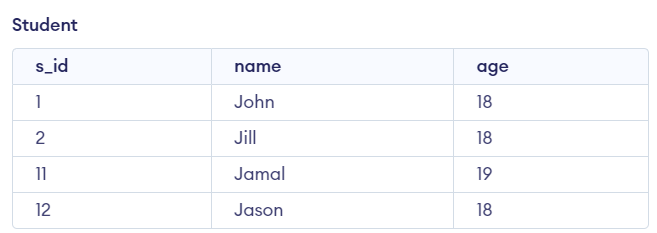 Student
s_id name age
1 John 18
2 Jill 18
11 Jamal 19
12 Jason 18